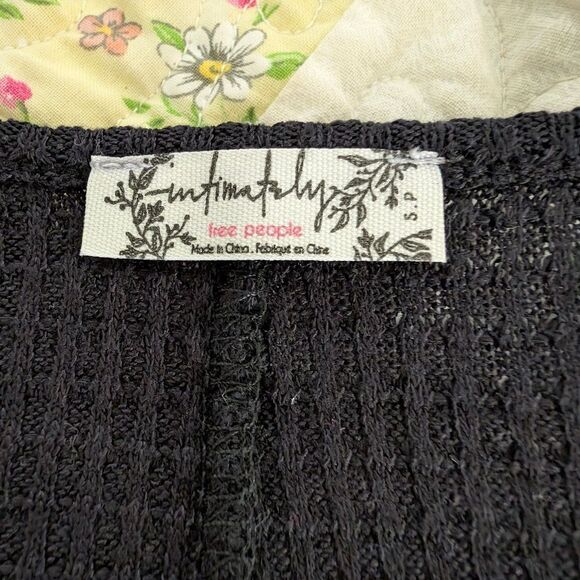 intimately
free people
Made in China . Fabriqué en Chine
S.P